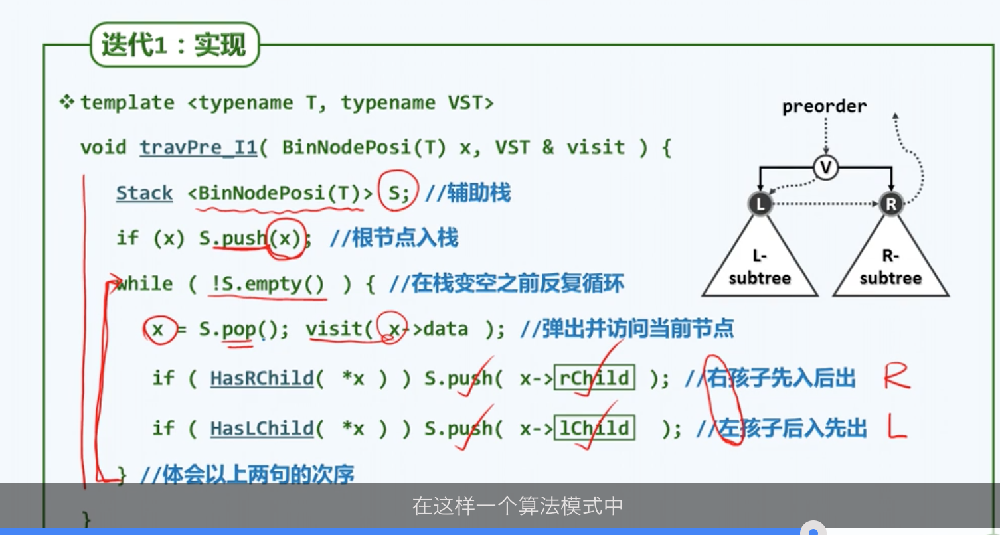 迭代1：实现
❖ template <typename T, typename VST>
void travPre_I1( BinNodePosi(T) x, VST & visit ) {
Stack <BinNodePosi(T)> S; //辅助栈
if (x) S.push(x); //根节点入栈
while ( !S.empty() ) { //在栈变空之前反复循环
x = S.pop(); visit( x->data ); //弹出并访问当前节点
if ( HasRChild( *x ) ) S.push( x->rChild ); //右孩子先入后出 R
if ( HasLChild( *x ) ) S.push( x->lChild ); //左孩子后入先出 L
} //体会以上两句的次序
}
preorder
V
L R
L-subtree
R-subtree
在这样一个算法模式中